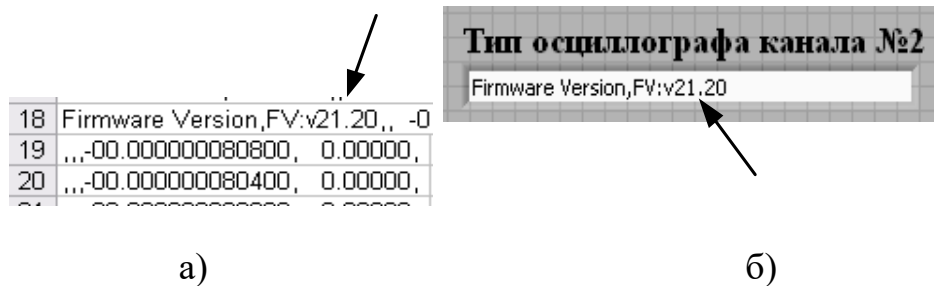 18 Firmware Version,FV:v21.20,, -0
19 ,,,-00.000000080800, 0.00000,
20 ,,,-00.000000080400, 0.00000,
Тип осциллографа канала №2
Firmware Version,FV:v21.20
а)
б)